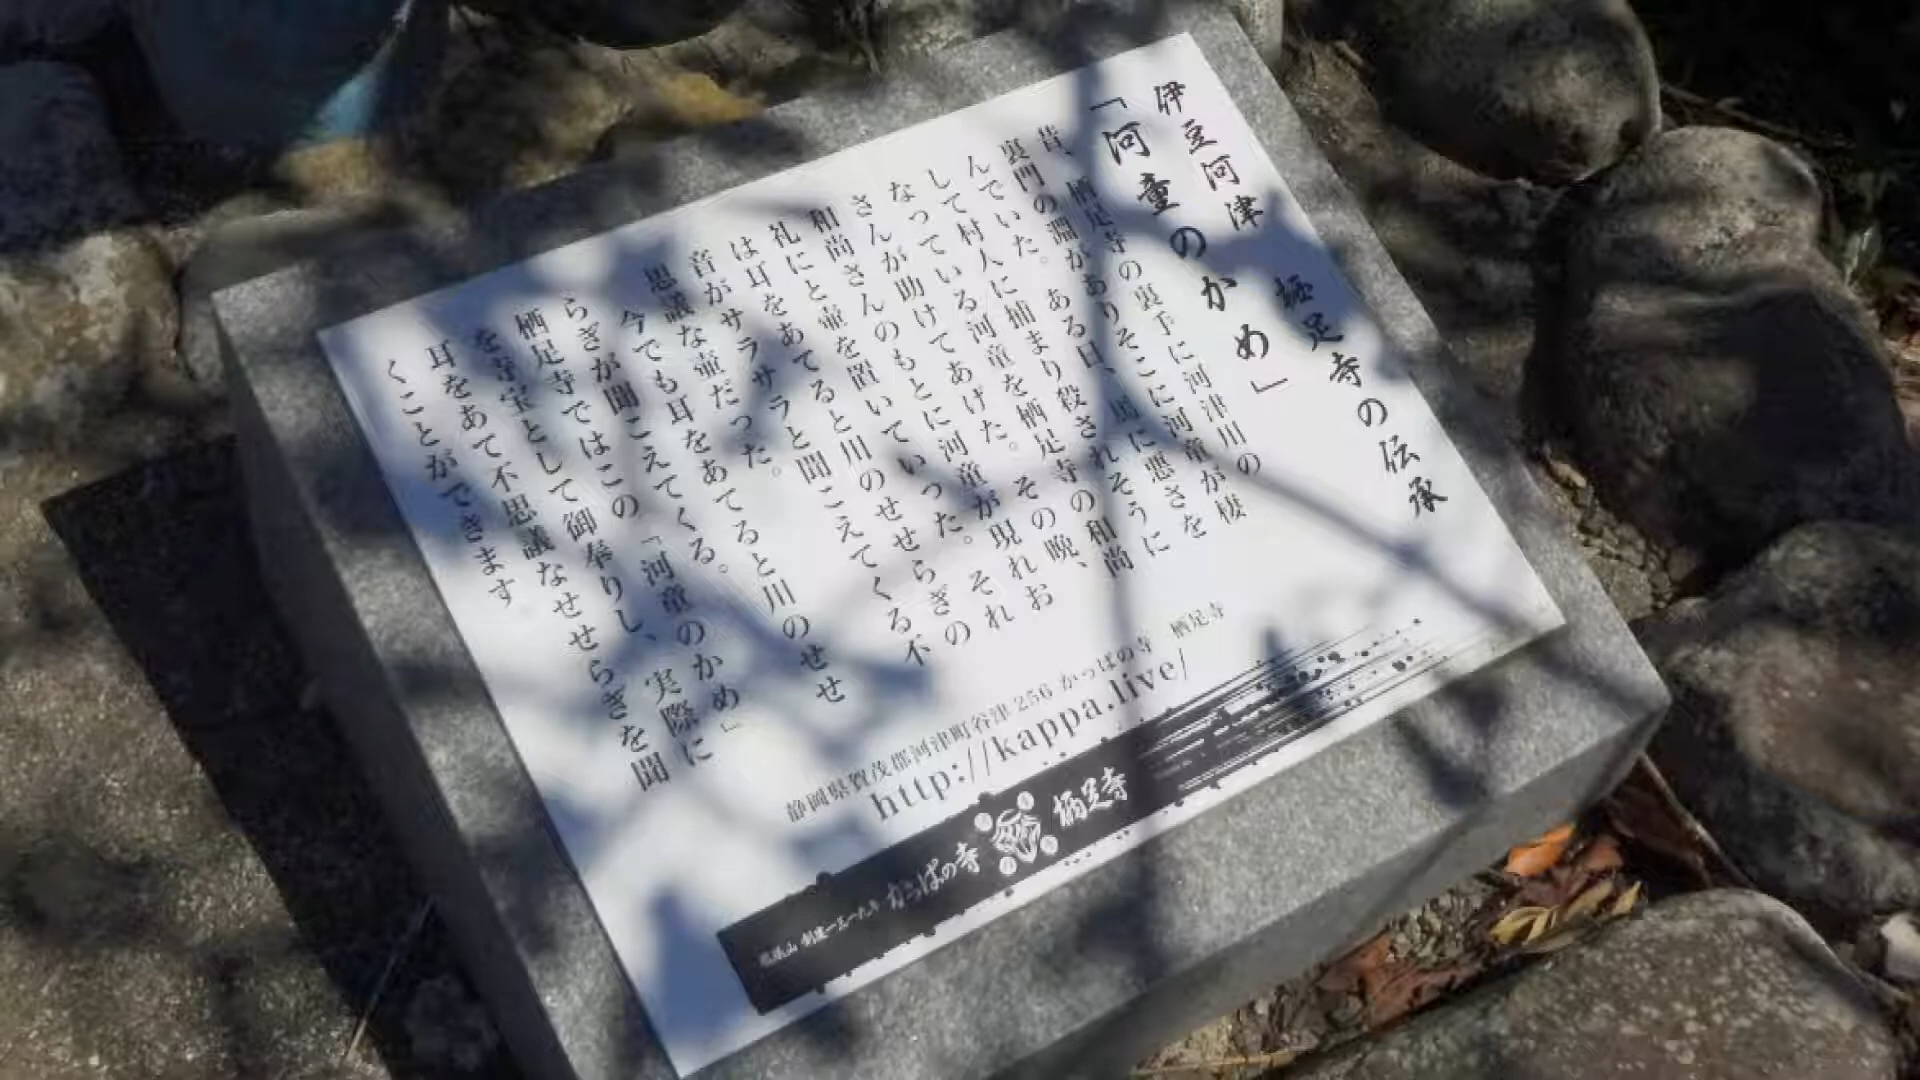 伊豆河津 栖足寺の伝承
「河童のかめ」
昔、栖足寺の裏手に河津川の
裏門の淵がありそこに河童が棲
んでいた。ある日、馬に悪さを
して村人に捕まり殺されそうに
なっている河童を栖足寺の和尚
さんが助けてあげた。その晩、
和尚さんのもとに河童が現れお
礼にと壷を置いていった。それ
は耳をあてると川のせせらぎの
音がサラサラと聞こえてくる不
思議な壷だった。
今でも耳をあてると川のせせ
らぎが聞こえてくる。
栖足寺ではこの「河童のかめ」
を寺宝として御奉りし、実際に
耳をあて不思議なせせらぎを聞
くことができます
静岡県賀茂郡河津町谷津 256 かっぱの寺 栖足寺
http://kappa.live/
創建一三一九年 かっぱの寺 栖足寺